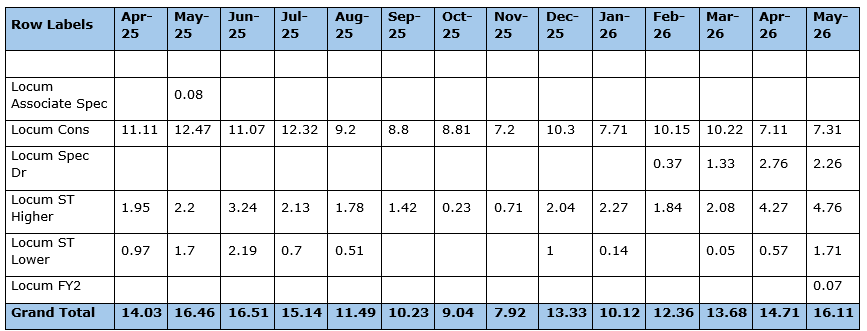 Row Labels Apr-25 May-25 Jun-25 Jul-25 Aug-25 Sep-25 Oct-25 Nov-25 Dec-25 Jan-26 Feb-26 Mar-26 Apr-26 May-26
Locum Associate Spec 0.08
Locum Cons 11.11 12.47 11.07 12.32 9.2 8.8 8.81 7.2 10.3 7.71 10.15 10.22 7.11 7.31
Locum Spec Dr 0.37 1.33 2.76 2.26
Locum ST Higher 1.95 2.2 3.24 2.13 1.78 1.42 0.23 0.71 2.04 2.27 1.84 2.08 4.27 4.76
Locum ST Lower 0.97 1.7 2.19 0.7 0.51 1 0.14 0.05 0.57 1.71
Locum FY2 0.07
Grand Total 14.03 16.46 16.51 15.14 11.49 10.23 9.04 7.92 13.33 10.12 12.36 13.68 14.71 16.11